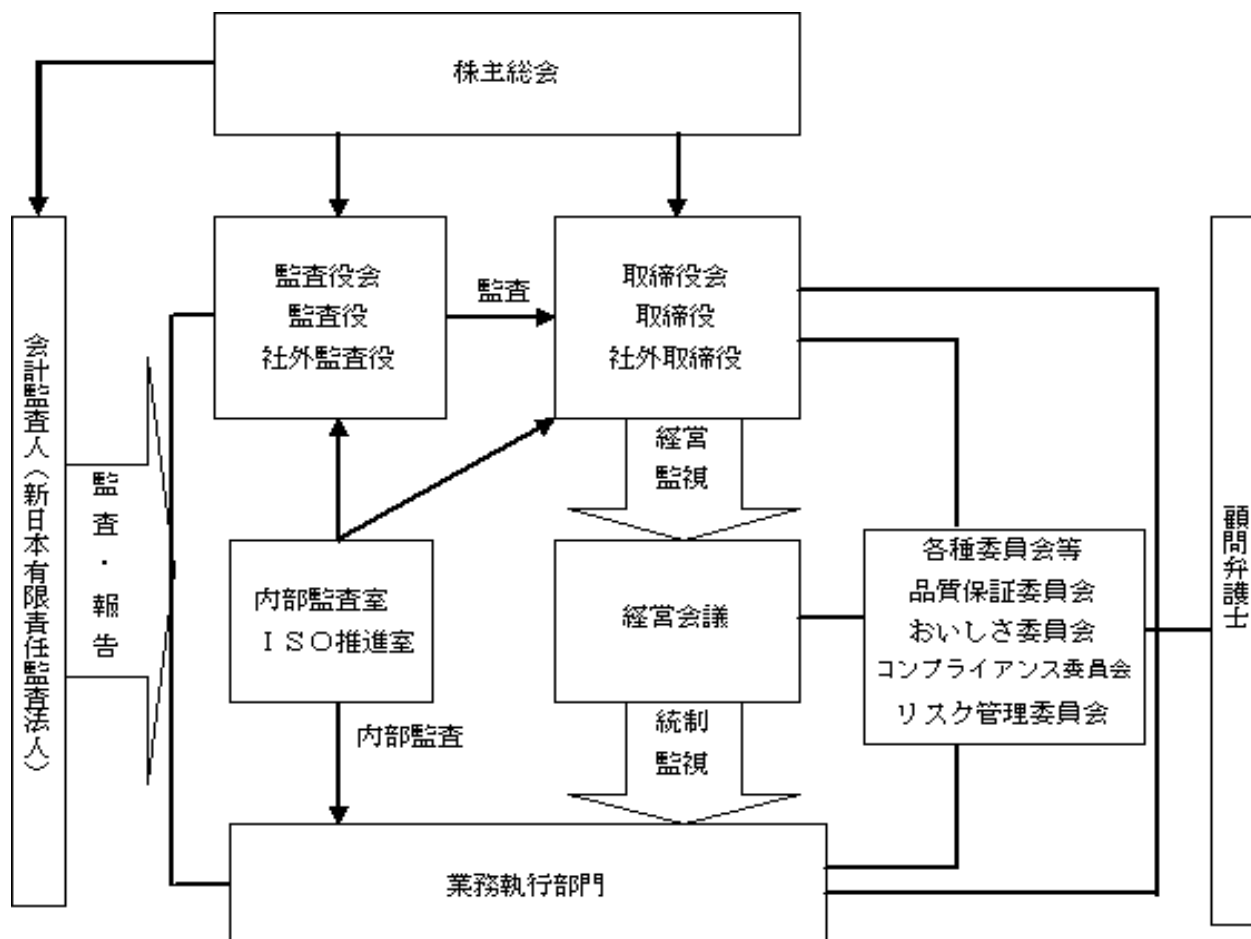 株主総会
監査役会
監査役
社外監査役
監査
取締役会
取締役
社外取締役
会計監査人（新日本有限責任監査法人）
監査・報告
経営
監視
顧問弁護士
内部監査室
ＩＳＯ推進室
経営会議
各種委員会等
品質保証委員会
おいしさ委員会
コンプライアンス委員会
リスク管理委員会
内部監査
統制
監視
業務執行部門